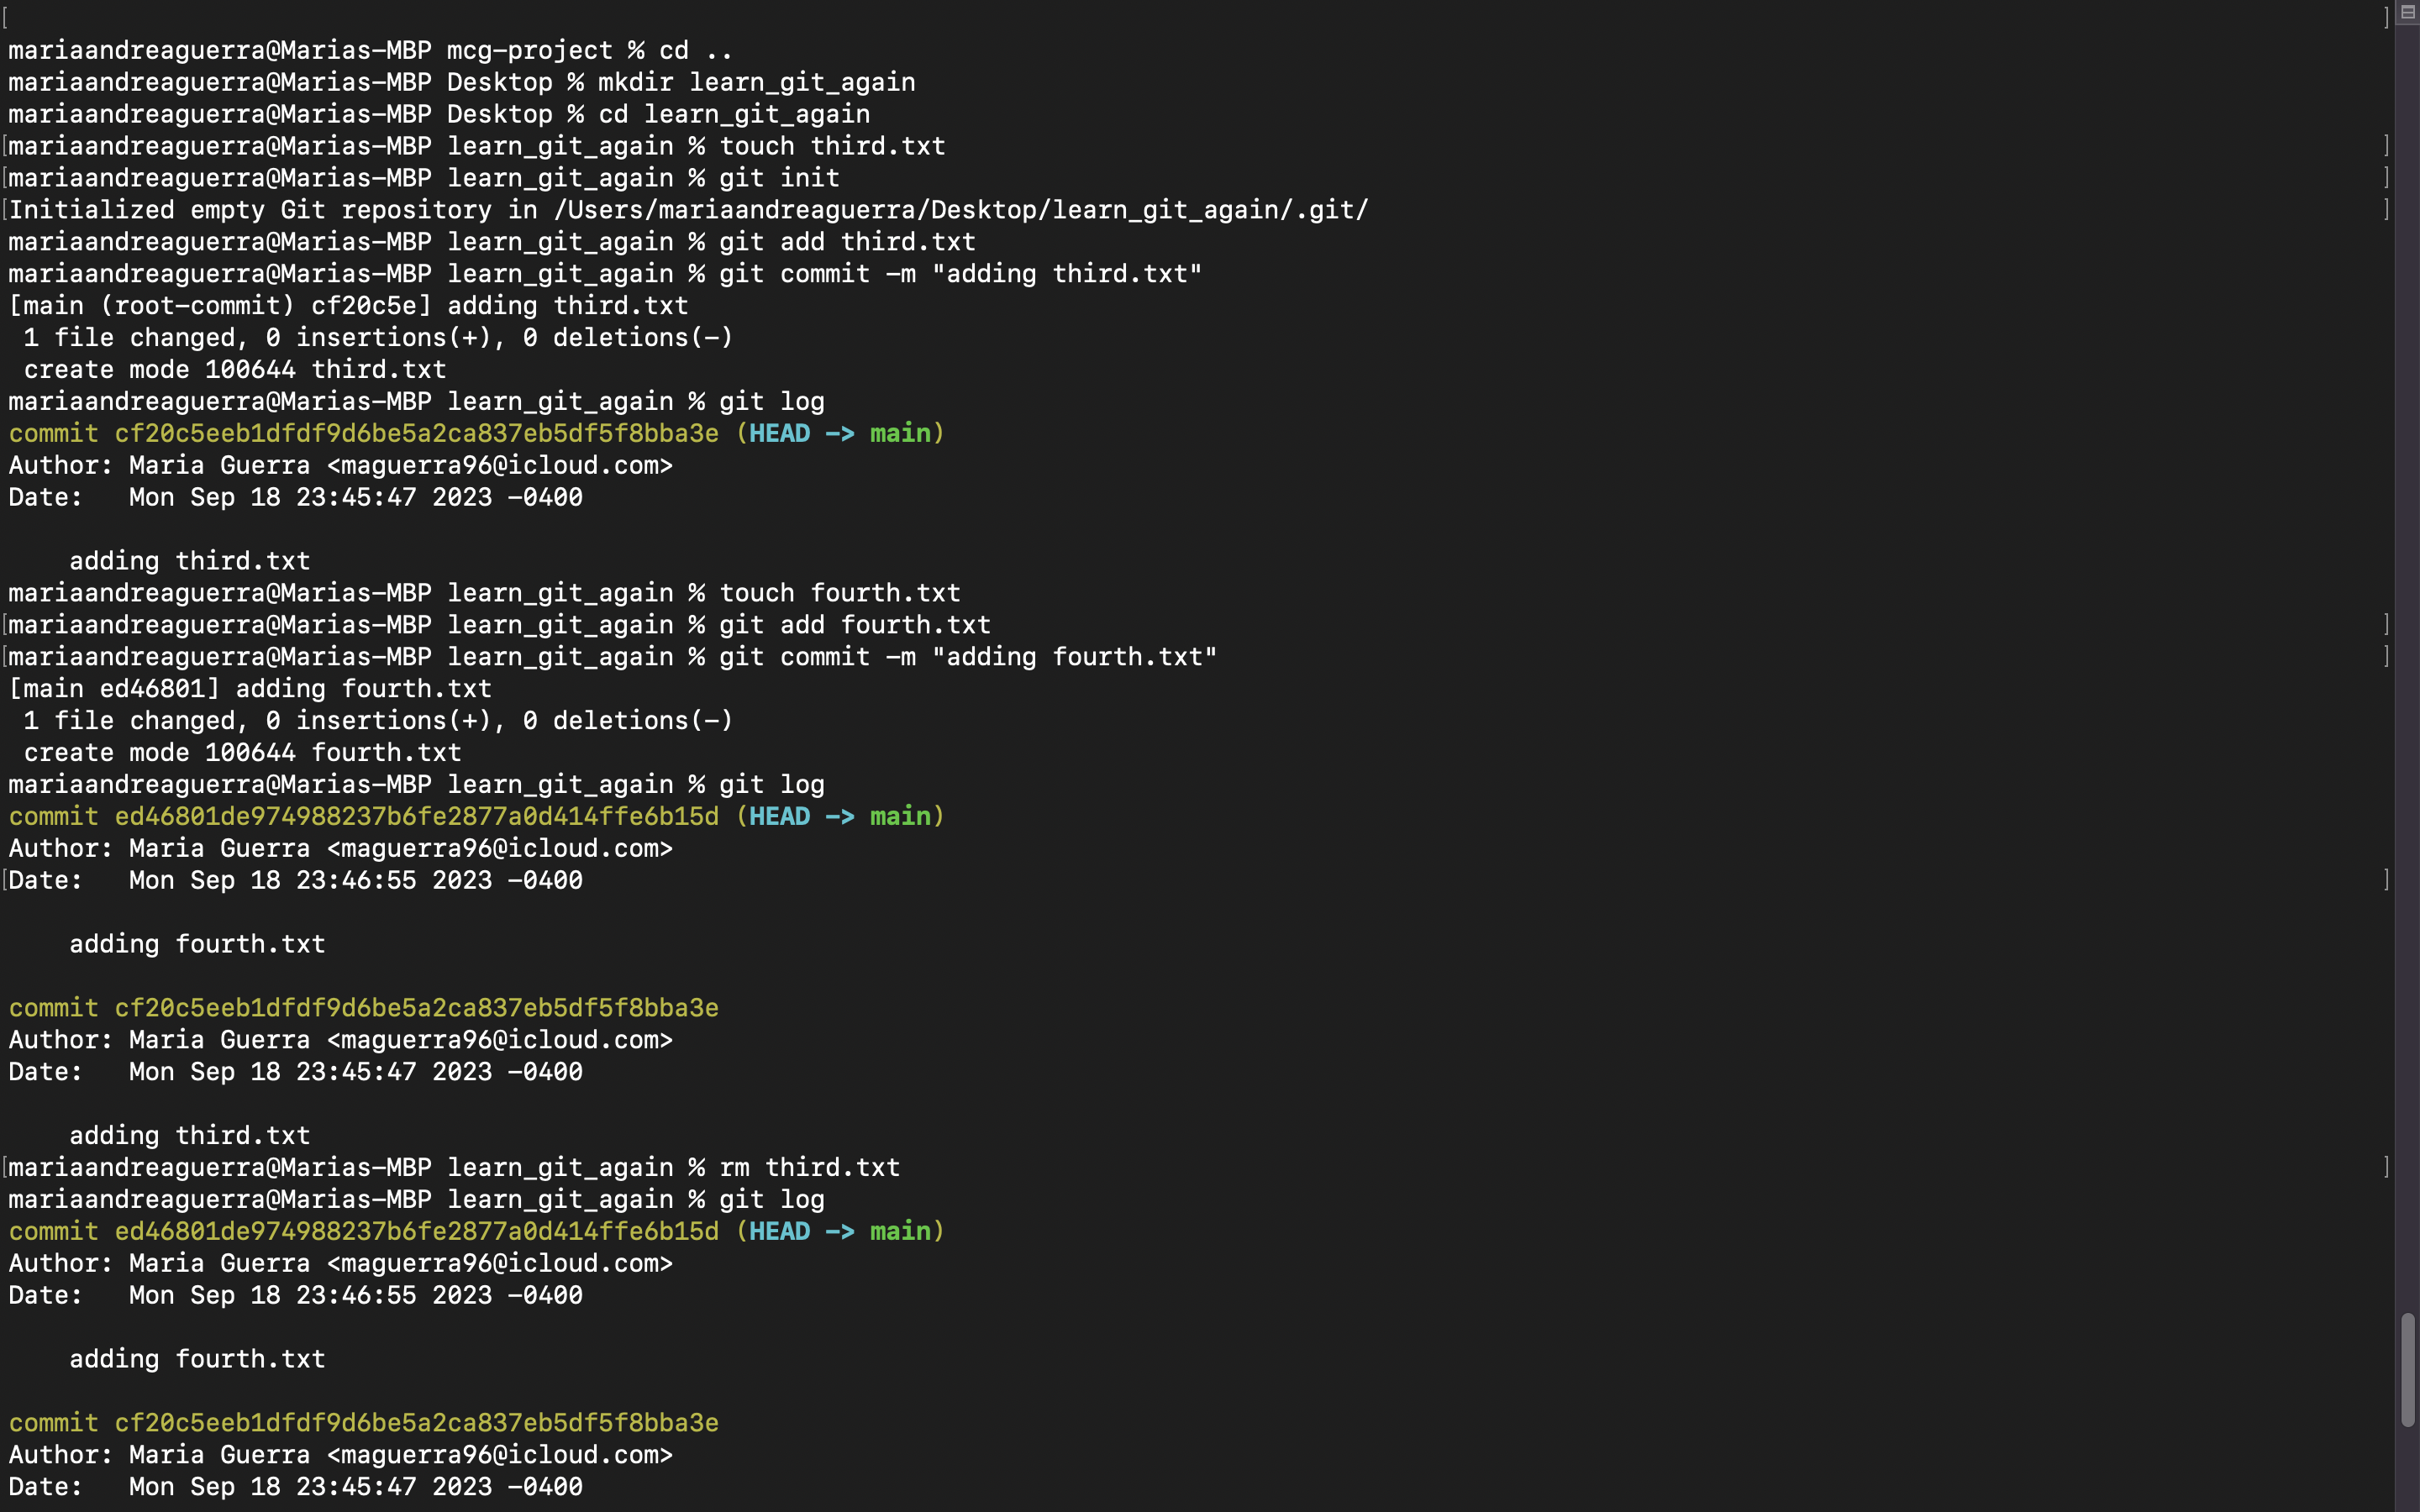 [ ]
mariaandreaguerra@Marias-MBP mcg-project % cd ..
mariaandreaguerra@Marias-MBP Desktop % mkdir learn_git_again
mariaandreaguerra@Marias-MBP Desktop % cd learn_git_again
[mariaandreaguerra@Marias-MBP learn_git_again % touch third.txt ]
[mariaandreaguerra@Marias-MBP learn_git_again % git init ]
[Initialized empty Git repository in /Users/mariaandreaguerra/Desktop/learn_git_again/.git/ ]
mariaandreaguerra@Marias-MBP learn_git_again % git add third.txt
mariaandreaguerra@Marias-MBP learn_git_again % git commit -m "adding third.txt"
[main (root-commit) cf20c5e] adding third.txt
 1 file changed, 0 insertions(+), 0 deletions(-)
 create mode 100644 third.txt
mariaandreaguerra@Marias-MBP learn_git_again % git log
commit cf20c5eeb1dfdf9d6be5a2ca837eb5df5f8bba3e (HEAD -> main)
Author: Maria Guerra <maguerra96@icloud.com>
Date:   Mon Sep 18 23:45:47 2023 -0400

    adding third.txt
mariaandreaguerra@Marias-MBP learn_git_again % touch fourth.txt
[mariaandreaguerra@Marias-MBP learn_git_again % git add fourth.txt ]
[mariaandreaguerra@Marias-MBP learn_git_again % git commit -m "adding fourth.txt" ]
[main ed46801] adding fourth.txt
 1 file changed, 0 insertions(+), 0 deletions(-)
 create mode 100644 fourth.txt
mariaandreaguerra@Marias-MBP learn_git_again % git log
commit ed46801de974988237b6fe2877a0d414ffe6b15d (HEAD -> main)
Author: Maria Guerra <maguerra96@icloud.com>
[Date:   Mon Sep 18 23:46:55 2023 -0400 ]

    adding fourth.txt

commit cf20c5eeb1dfdf9d6be5a2ca837eb5df5f8bba3e
Author: Maria Guerra <maguerra96@icloud.com>
Date:   Mon Sep 18 23:45:47 2023 -0400

    adding third.txt
[mariaandreaguerra@Marias-MBP learn_git_again % rm third.txt ]
mariaandreaguerra@Marias-MBP learn_git_again % git log
commit ed46801de974988237b6fe2877a0d414ffe6b15d (HEAD -> main)
Author: Maria Guerra <maguerra96@icloud.com>
Date:   Mon Sep 18 23:46:55 2023 -0400

    adding fourth.txt

commit cf20c5eeb1dfdf9d6be5a2ca837eb5df5f8bba3e
Author: Maria Guerra <maguerra96@icloud.com>
Date:   Mon Sep 18 23:45:47 2023 -0400